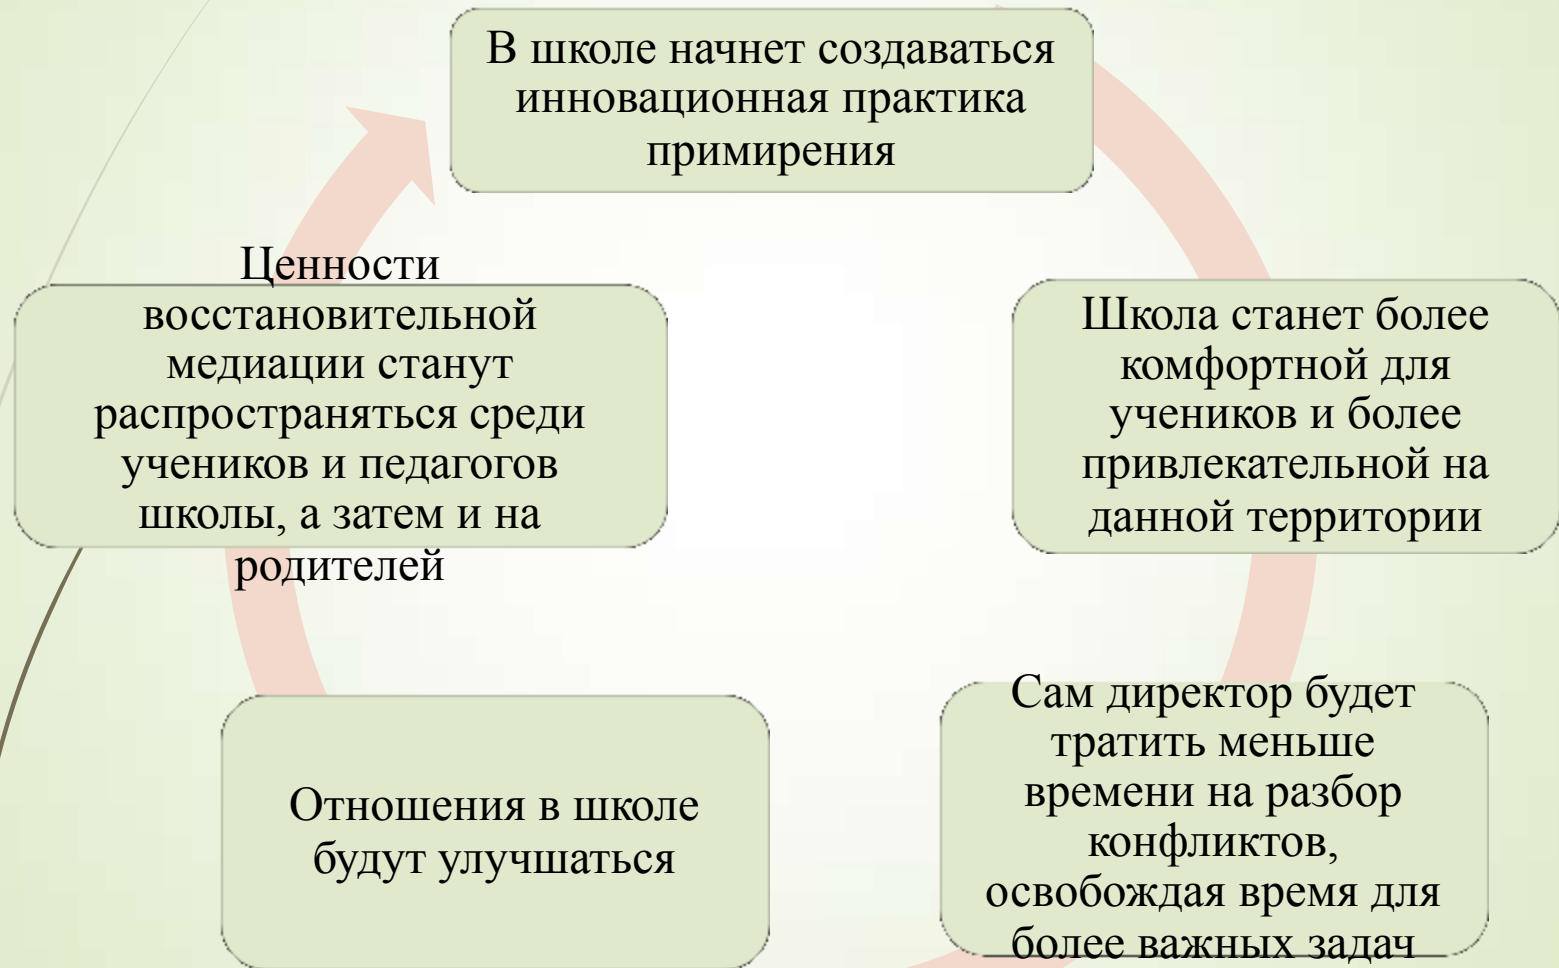 В школе начнет создаваться
инновационная практика
примирения
Школа станет более
комфортной для
учеников и более
привлекательной на
данной территории
Сам директор будет
тратить меньше
времени на разбор
конфликтов,
освобождая время для
более важных задач
Отношения в школе
будут улучшаться
Ценности
восстановительной
медиации станут
распространяться среди
учеников и педагогов
школы, а затем и на
родителей